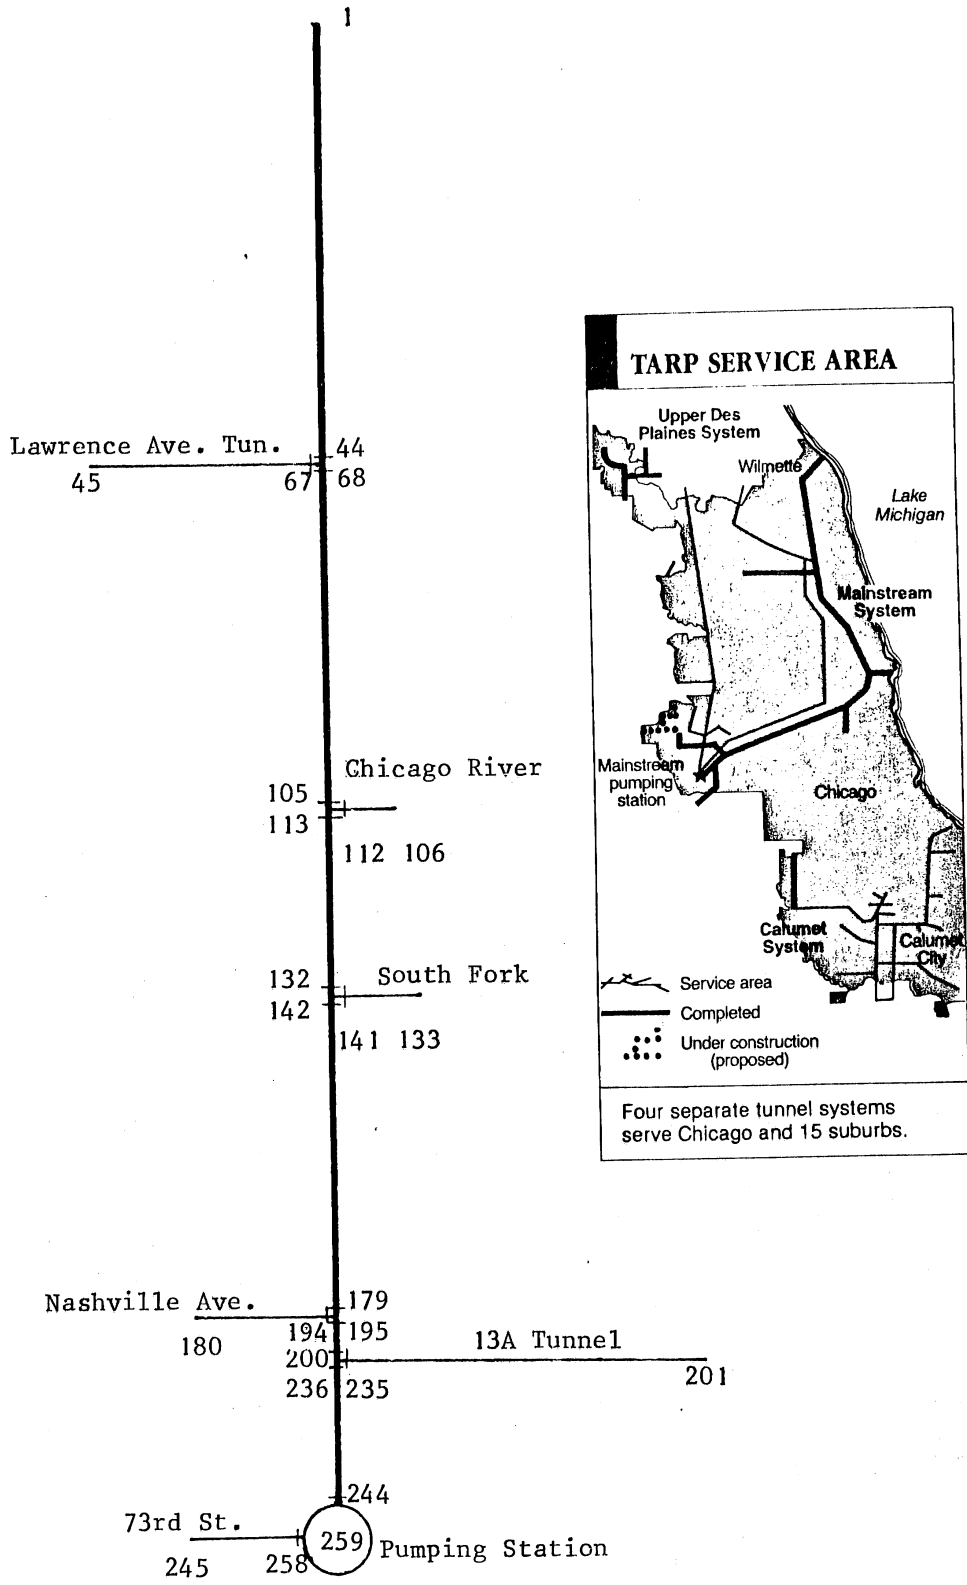 1
Lawrence Ave. Tun.
44
45
67
68
Chicago River
105
113
112 106
132
South Fork
142
141 133
Nashville Ave.
179
180
194
195
13A Tunnel
200
201
236
235
244
73rd St.
245
258
259
Pumping Station
TARP SERVICE AREA
Upper Des
Plaines System
Wilmette
Lake
Michigan
Mainstream
System
Mainstream
pumping
station
Chicago
Calumet
System
Calumet
City
Service area
Completed
Under construction
(proposed)
Four separate tunnel systems
serve Chicago and 15 suburbs.